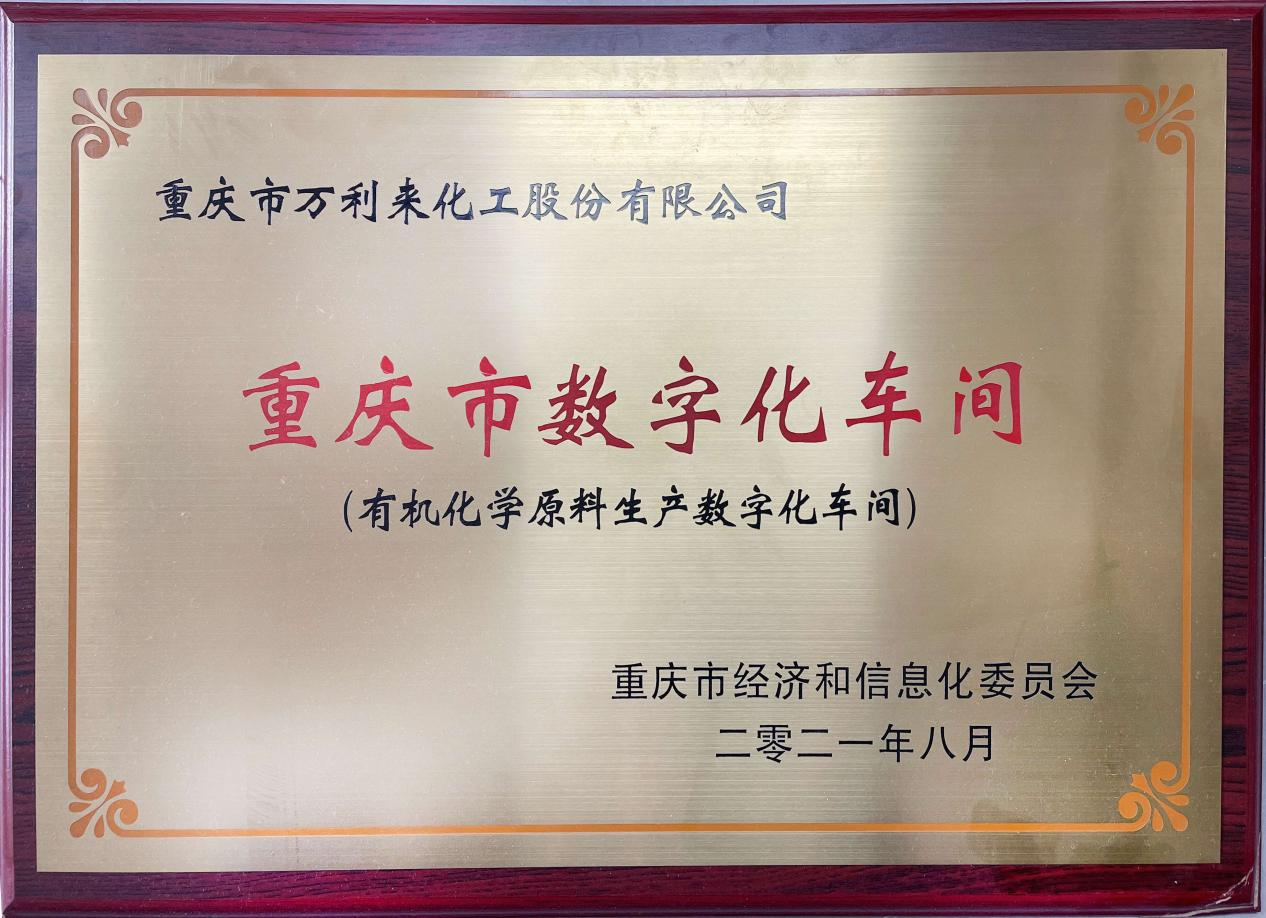 重庆市万利来化工股份有限公司
重庆市数字化车间
(有机化学原料生产数字化车间)
重庆市经济和信息化委员会
二零二一年八月